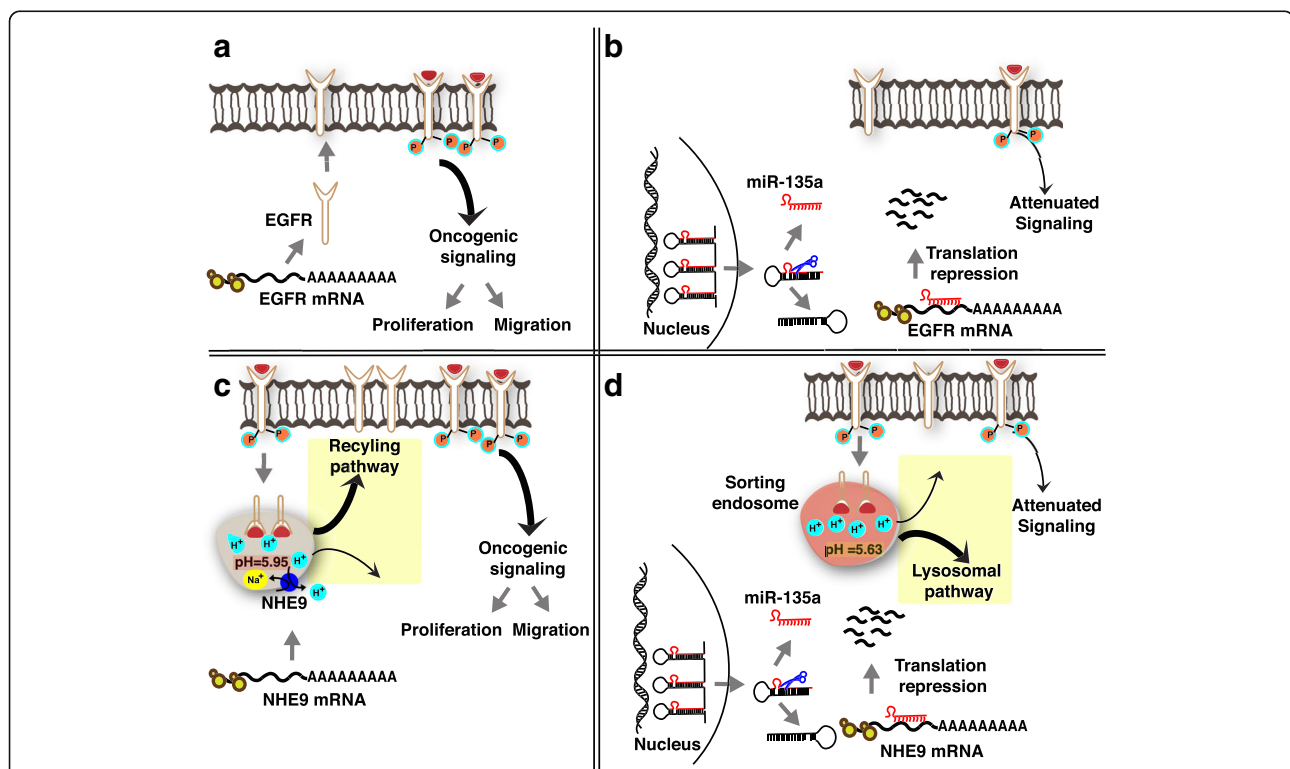 a
P
P
P
P
EGFR
Oncogenic
signaling
AAAAAAAAA
EGFR mRNA
Proliferation
Migration
b
P
P
miR-135a
Attenuated
Signaling
Translation
repression
AAAAAAAAA
Nucleus
EGFR mRNA
c
P
P
P
P
P
P
Recyling
pathway
H+
H+
H+
pH=5.95
Na+
H+
NHE9
Oncogenic
signaling
Proliferation
Migration
AAAAAAAAA
NHE9 mRNA
d
P
P
P
P
Sorting
endosome
H+
H+
H+
H+
pH =5.63
Attenuated
Signaling
Lysosomal
pathway
miR-135a
Translation
repression
AAAAAAAAA
Nucleus
NHE9 mRNA